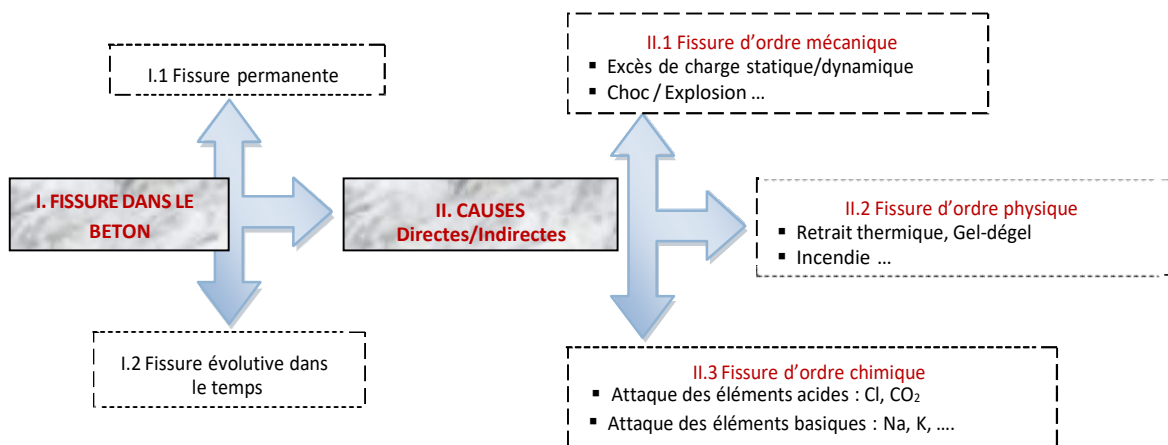 I.1 Fissure permanente
I. FISSURE DANS LE
BETON
I.2 Fissure évolutive dans
le temps
II. CAUSES
Directes/Indirectes
II.1 Fissure d’ordre mécanique
▪ Excès de charge statique/dynamique
▪ Choc / Explosion ...
II.2 Fissure d’ordre physique
▪ Retrait thermique, Gel-dégel
▪ Incendie ...
II.3 Fissure d’ordre chimique
▪ Attaque des éléments acides : Cl, CO₂
▪ Attaque des éléments basiques : Na, K, ….